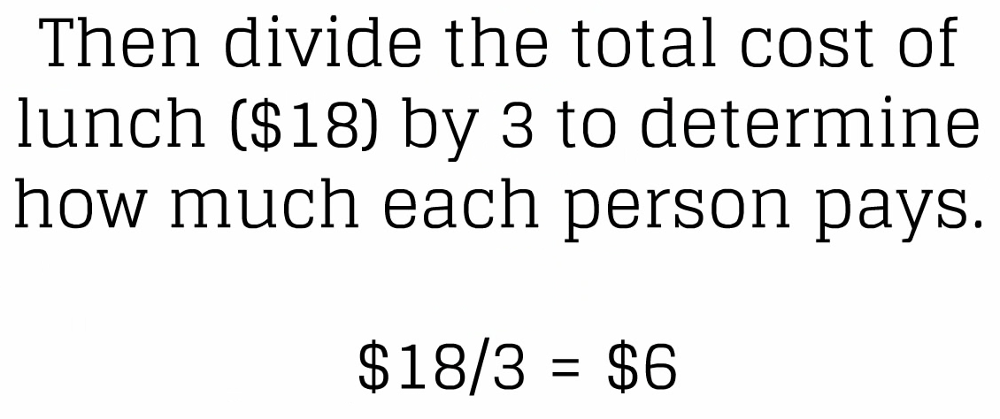 Then divide the total cost of
lunch ($18) by 3 to determine
how much each person pays.
$18/3 = $6